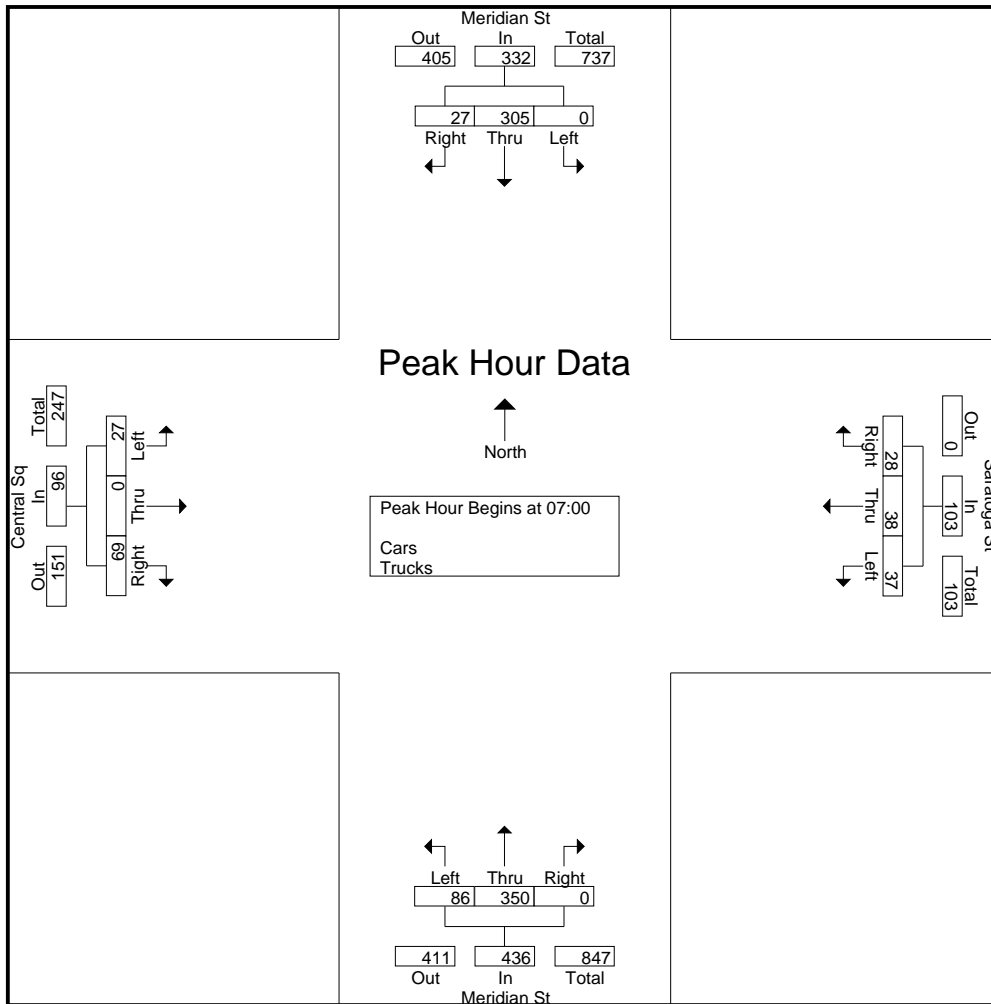 Meridian St
Out In Total
405 332 737
27 305 0
Right Thru Left
Peak Hour Data
North
Peak Hour Begins at 07:00
Cars
Trucks
Central Sq
Out In Total
151 96 247
27 0 69
Left Thru Right
Saratoga St
Out In Total
0 103 103
28 38 37
Right Thru Left
Left Thru Right
86 350 0
411 436 847
Out In Total
Meridian St